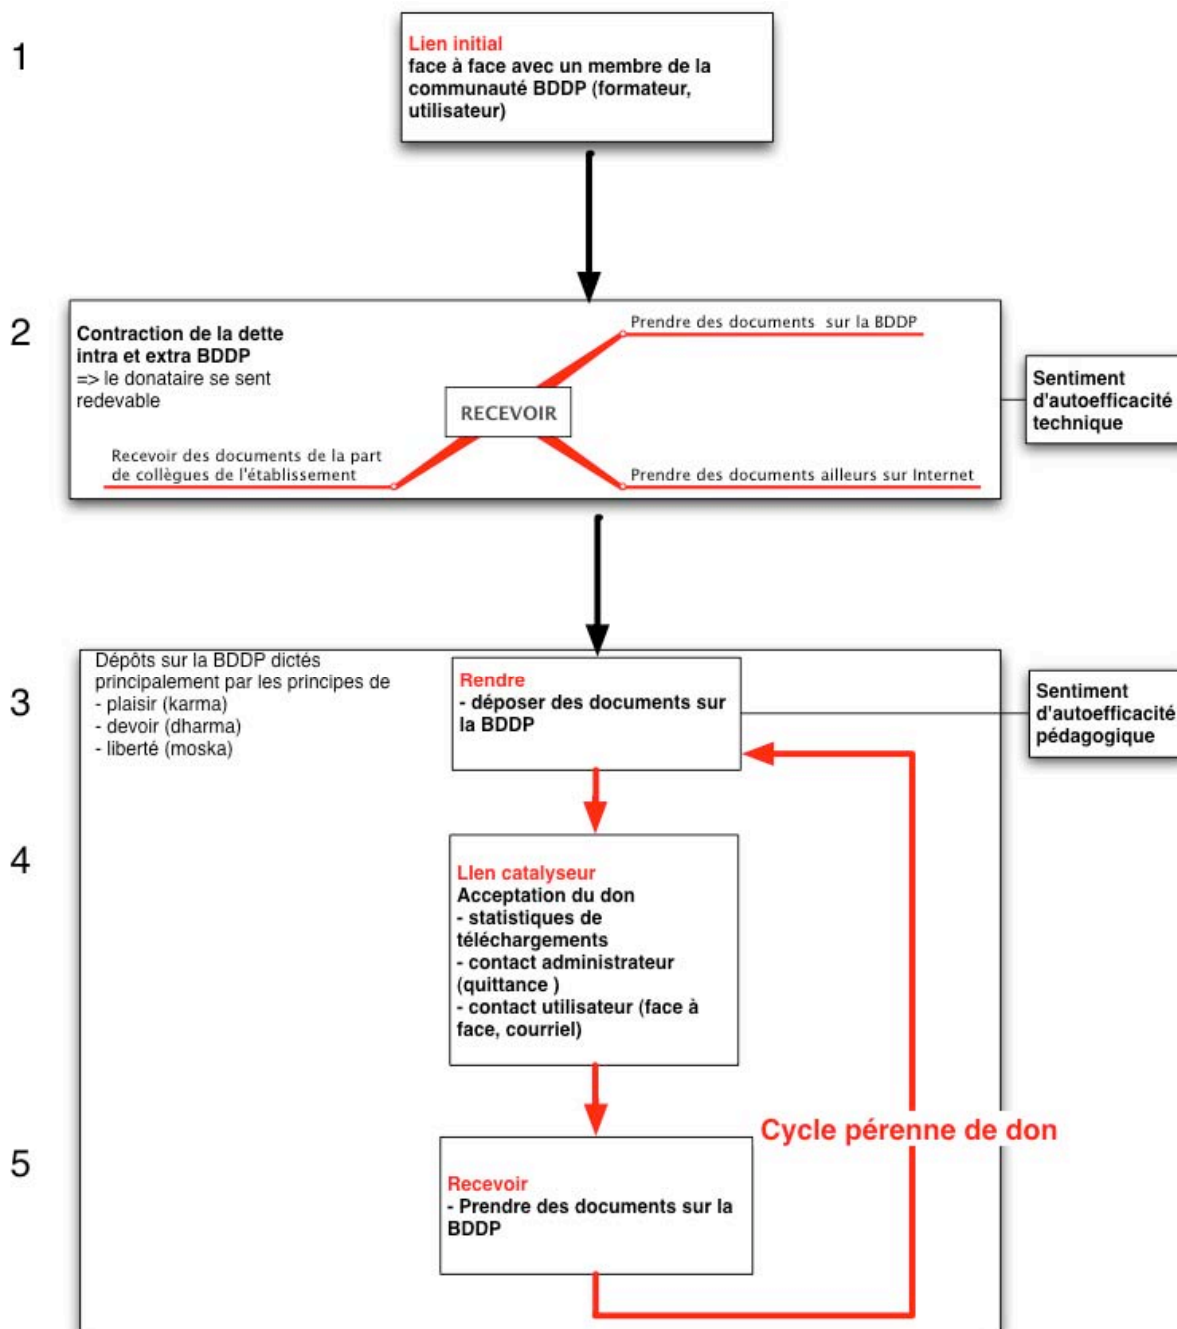 1
Lien initial
face à face avec un membre de la
communauté BDDP (formateur,
utilisateur)
2
Contraction de la dette
intra et extra BDDP
=> le donataire se sent
redevable
Prendre des documents sur la BDDP
RECEVOIR
Recevoir des documents de la part
de collègues de l'établissement
Prendre des documents ailleurs sur Internet
Sentiment
d'autoefficacité
technique
3
Dépôts sur la BDDP dictés
principalement par les principes de
- plaisir (karma)
- devoir (dharma)
- liberté (moska)
Rendre
- déposer des documents sur
la BDDP
Sentiment
d'autoefficacité
pédagogique
4
LIen catalyseur
Acceptation du don
- statistiques de
téléchargements
- contact administrateur
(quittance )
- contact utilisateur (face à
face, courriel)
Cycle pérenne de don
5
Recevoir
- Prendre des documents sur la
BDDP